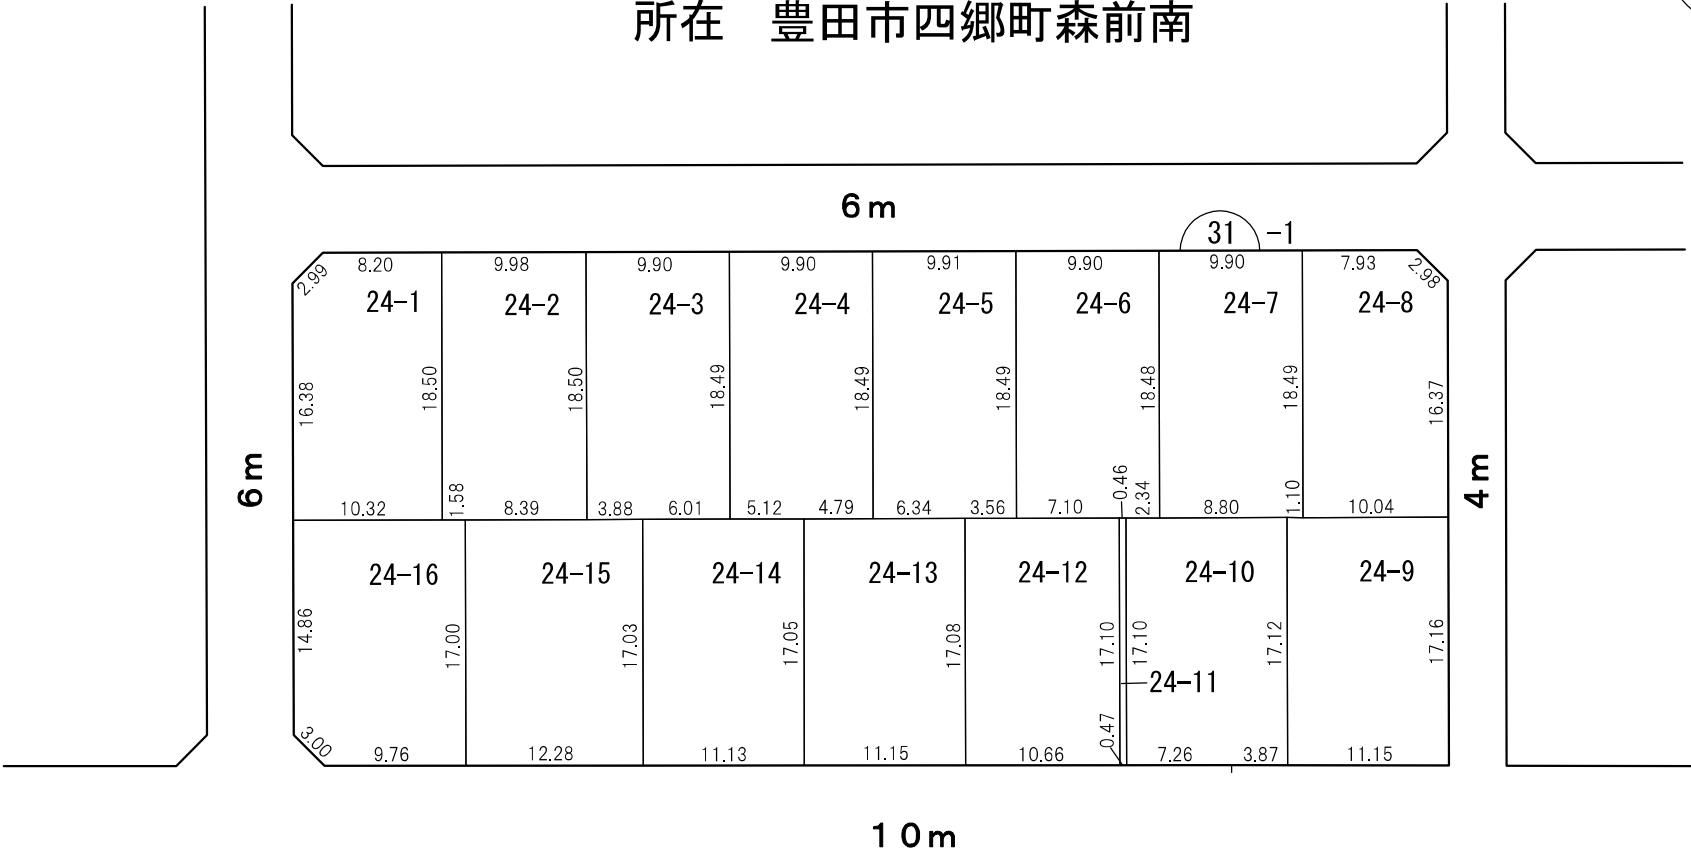 所在　豊田市四郷町森前南
6m
31 -1
2.99 8.20 9.98 9.90 9.90 9.91 9.90 9.90 7.93 2.98
24-1 24-2 24-3 24-4 24-5 24-6 24-7 24-8
16.38 18.50 18.50 18.49 18.49 18.49 18.48 18.49 16.37
6m
4m
10.32 1.58 8.39 3.88 6.01 5.12 4.79 6.34 3.56 7.10 0.46 2.34 8.80 1.10 10.04
24-16 24-15 24-14 24-13 24-12 24-10 24-9
14.86 17.00 17.03 17.05 17.08 17.10 17.10 17.12 17.16
24-11
3.00 9.76 12.28 11.13 11.15 10.66 0.47 7.26 3.87 11.15
10m